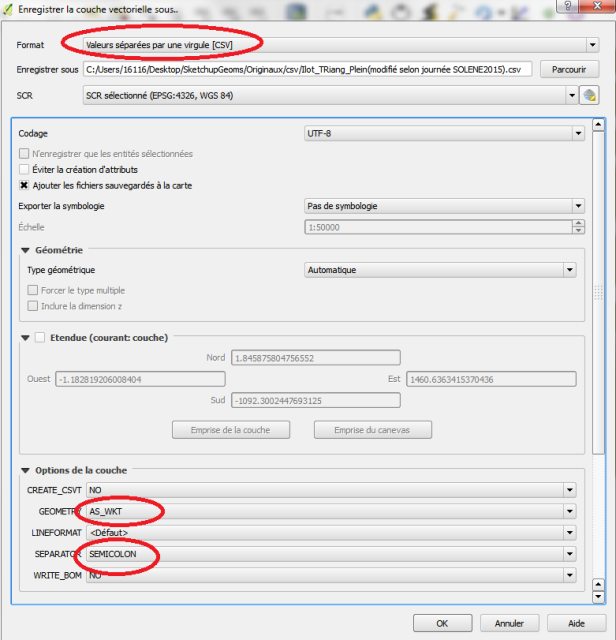 Enregistrer la couche vectorielle sous..
Format Valeurs séparées par une virgule [CSV]
Enregistrer sous C:/Users/16116/Desktop/SketchupGeoms/Originaux/csv/Ilot_TRiang_Plein(modifié selon journée SOLENE2015).csv Parcourir
SCR SCR sélectionné (EPSG:4326, WGS 84)
Codage UTF-8
N'enregistrer que les entités sélectionnées
Éviter la création d'attributs
Ajouter les fichiers sauvegardés à la carte
Exporter la symbologie Pas de symbologie
Échelle 1:50000
Géométrie
Type géométrique Automatique
Forcer le type multiple
Inclure la dimension z
Etendue (courant: couche)
Nord 1.845875804756552
Ouest -1.182819206008404 Est 1460.6363415370436
Sud -1092.3002447693125
Emprise de la couche Emprise du canevas
Options de la couche
CREATE_CSVT NO
GEOMETRY AS_WKT
LINEFORMAT <Défaut>
SEPARATOR SEMICOLON
WRITE_BOM NO
OK Annuler Aide